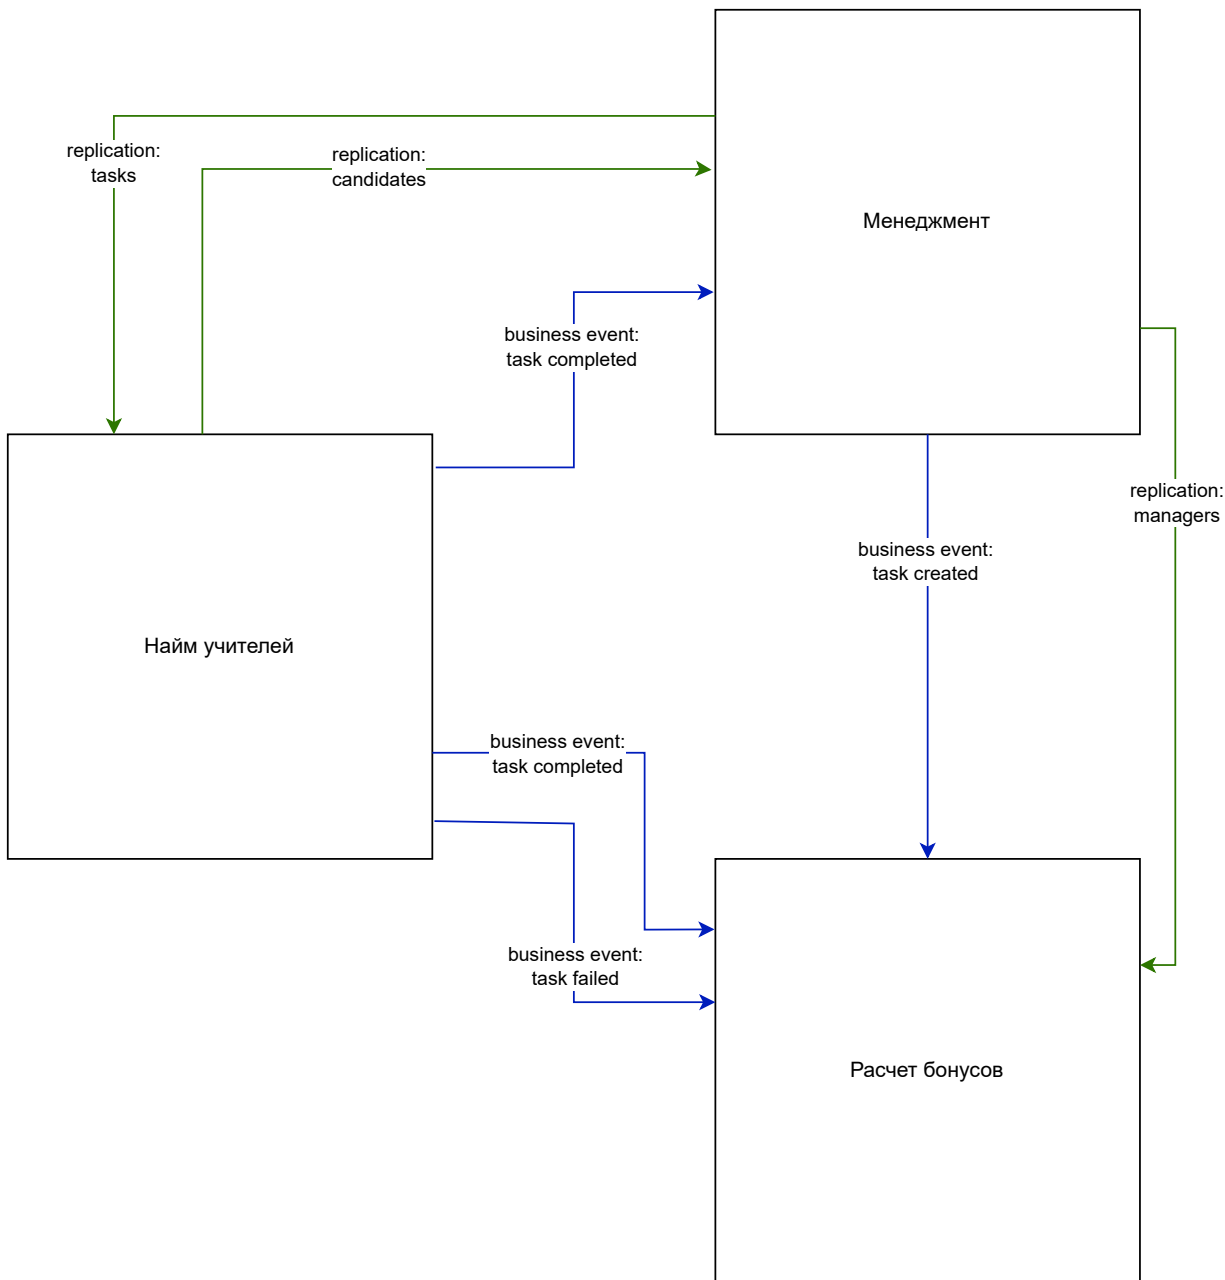 replication:
tasks
replication:
candidates
Менеджмент
business event:
task completed
replication:
managers
business event:
task created
Найм учителей
business event:
task completed
business event:
task failed
Расчет бонусов